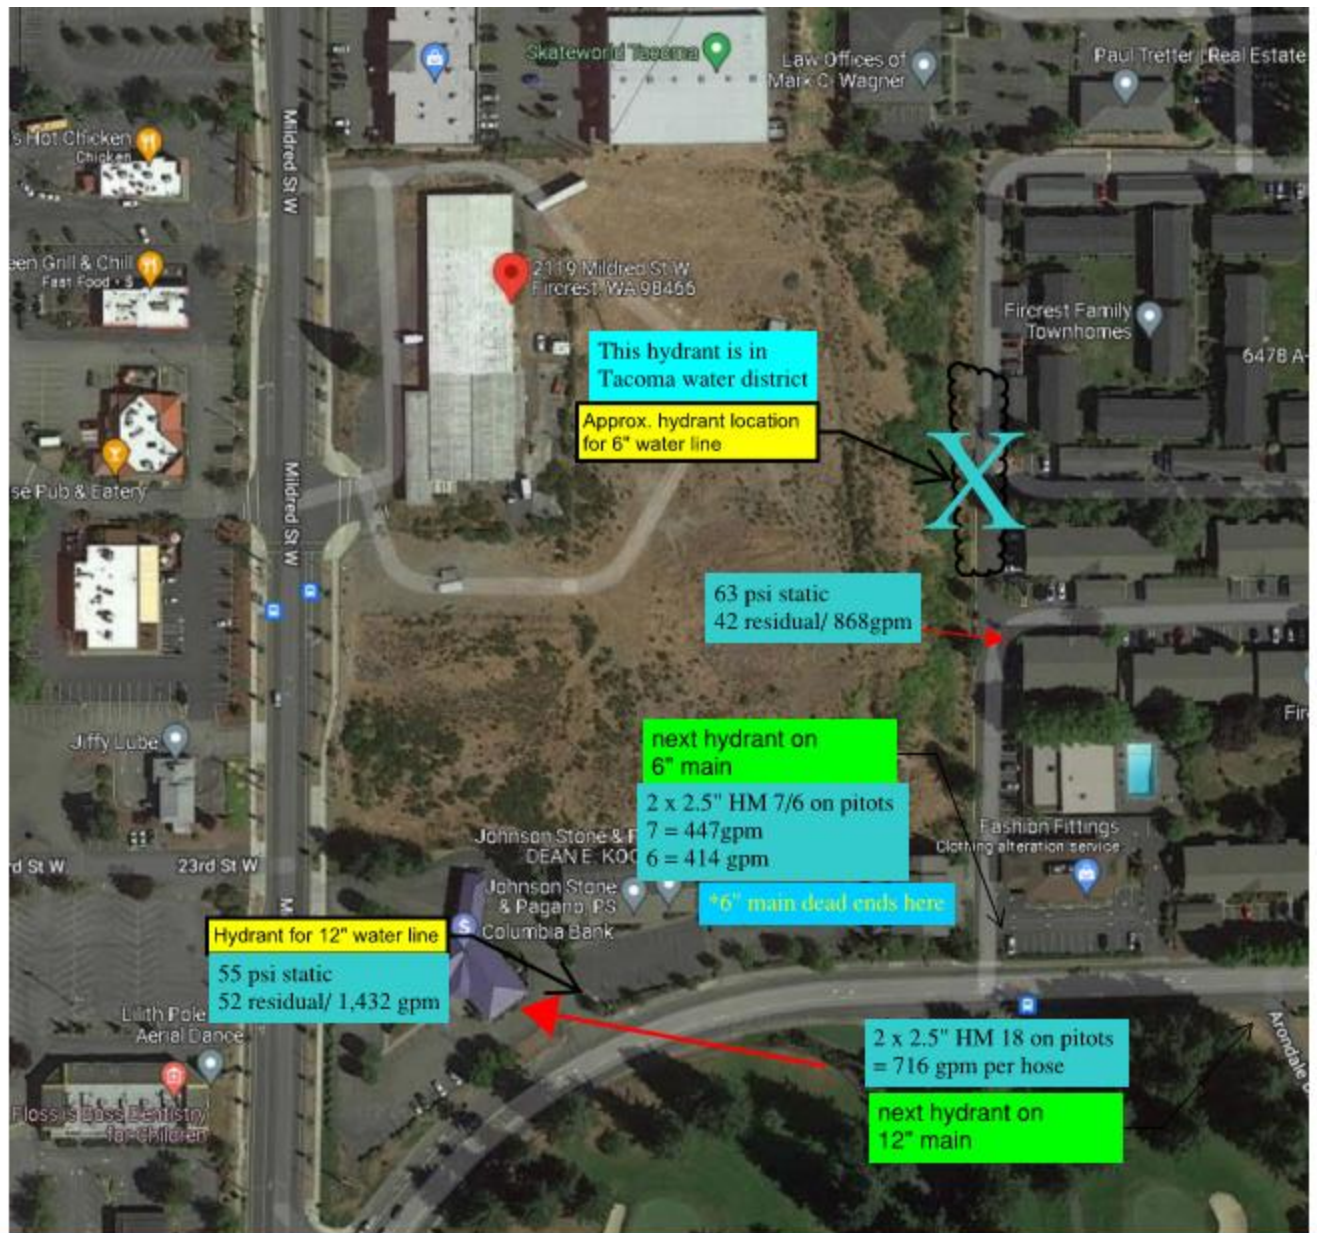 Skateworld Tacoma
Law Offices of
Mark C. Wagner
Paul Tretter | Real Estate
's Hot Chicken
Chicken
Mildred St W
een Grill & Chill
Fast Food • $
2119 Mildred St W,
Fircrest, WA 98466
Fircrest Family
Townhomes
6478 A-
This hydrant is in
Tacoma water district
Approx. hydrant location
for 6" water line
X
se Pub & Eatery
Mildred St W
63 psi static
42 residual/ 868gpm
Jiffy Lube
Fir
next hydrant on
6" main
2 x 2.5" HM 7/6 on pitots
7 = 447gpm
6 = 414 gpm
Johnson Stone & P
DEAN E. KOC
Fashion Fittings
Clothing alteration service
rd St W
23rd St W
Johnson Stone
& Pagano, PS
*6" main dead ends here
M
Columbia Bank
Hydrant for 12" water line
55 psi static
52 residual/ 1,432 gpm
Lilith Pole
Aerial Dance
2 x 2.5" HM 18 on pitots
= 716 gpm per hose
Arondale
next hydrant on
12" main
Floss is Boss Dentistry
for Children